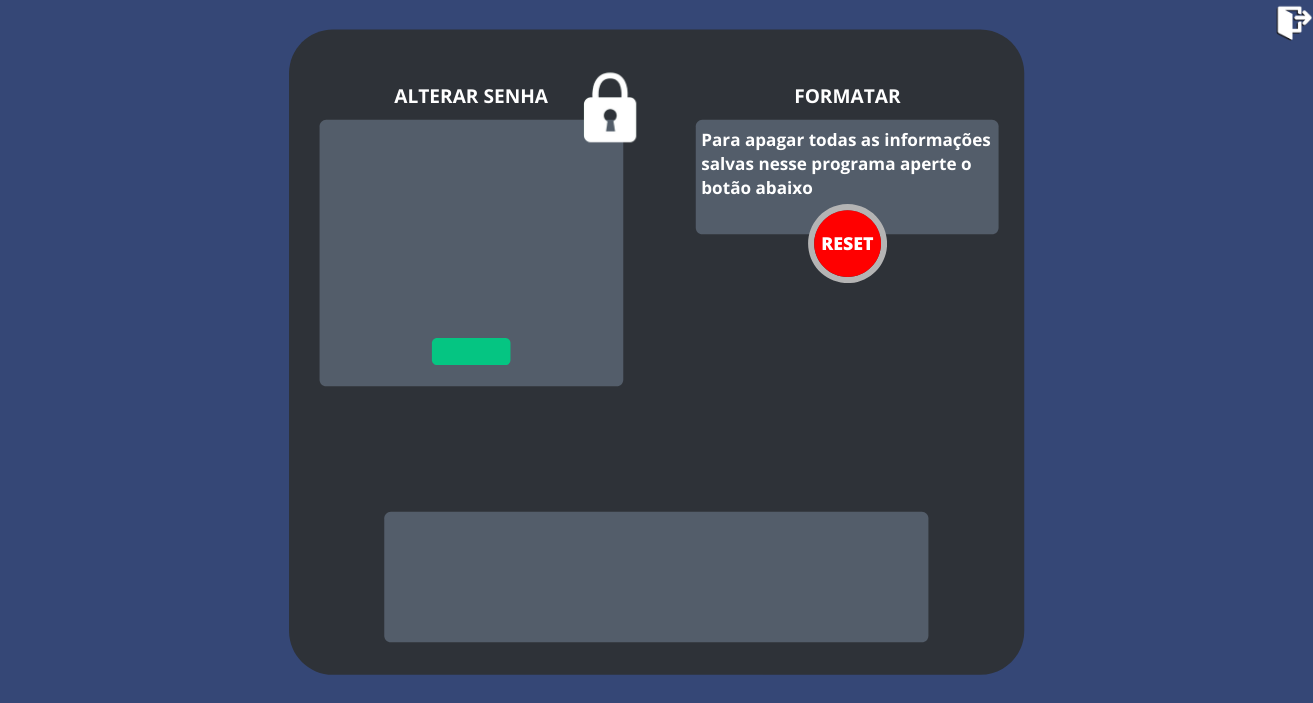 ALTERAR SENHA
FORMATAR
Para apagar todas as informações
salvas nesse programa aperte o
botão abaixo
RESET